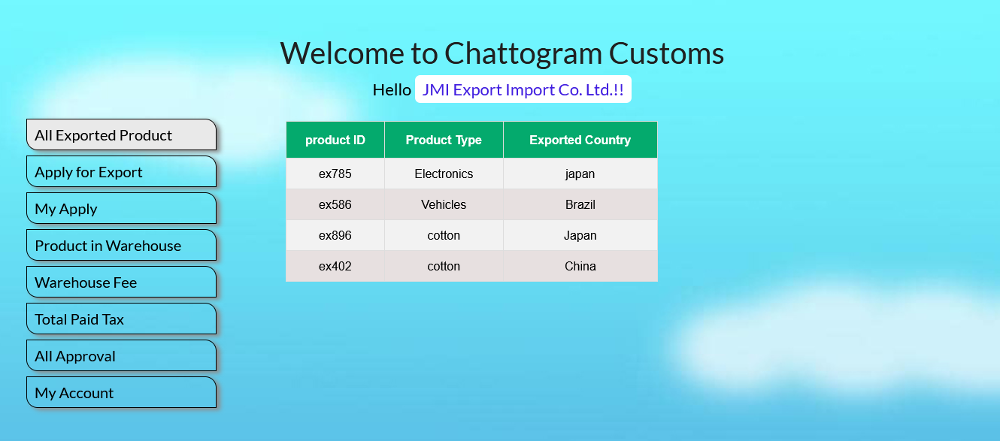 Welcome to Chattogram Customs
Hello JMI Export Import Co. Ltd.!!
All Exported Product
Apply for Export
My Apply
Product in Warehouse
Warehouse Fee
Total Paid Tax
All Approval
My Account
product ID Product Type Exported Country
ex785 Electronics japan
ex586 Vehicles Brazil
ex896 cotton Japan
ex402 cotton China